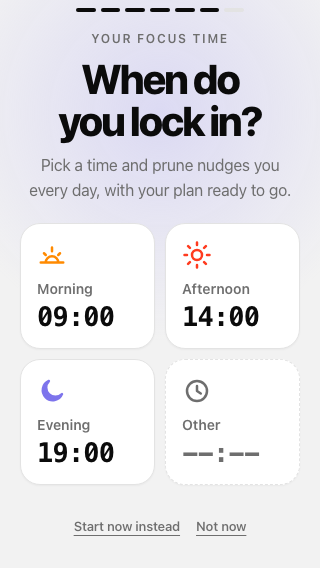 YOUR FOCUS TIME
When do
you lock in?
Pick a time and prune nudges you
every day, with your plan ready to go.
Morning
09:00
Afternoon
14:00
Evening
19:00
Other
––:––
Start now instead
Not now